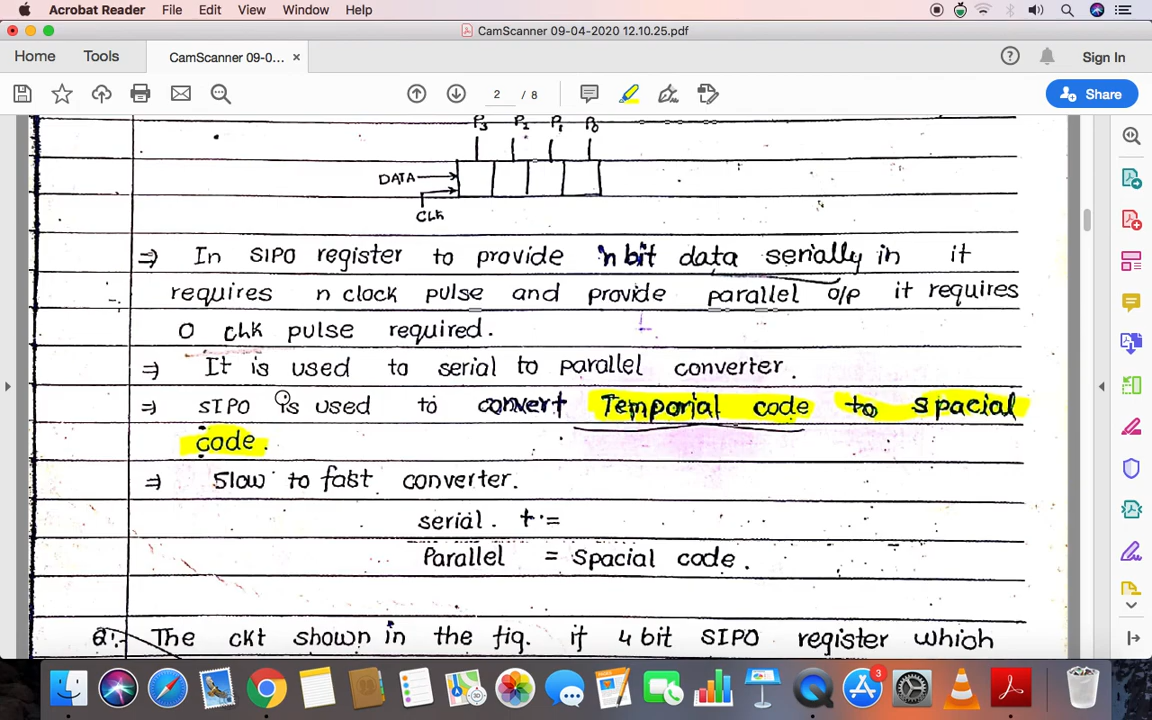 Acrobat Reader File Edit View Window Help
CamScanner 09-04-2020 12.10.25.pdf
Home Tools CamScanner 09-0... × Sign In
2 / 8 Share
P3 P2 P1 P0
DATA
CLK
⇒ In SIPO register to provide n bit data serially in it
requires n clock pulse and provide parallel o/p it requires
0 clk pulse required.
⇒ It is used to serial to parallel converter.
⇒ SIPO is used to convert Temporial code to spacial
code.
⇒ Slow to fast converter.
serial. t.=
Parallel = spacial code.
The ckt shown in the fig. if 4 bit SIPO register which
3